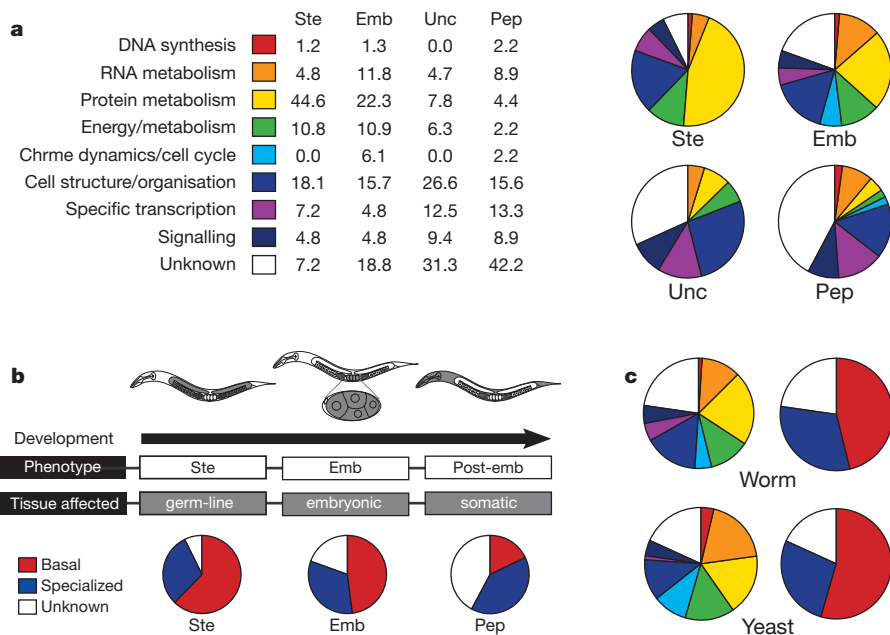 a
Ste Emb Unc Pep
DNA synthesis 1.2 1.3 0.0 2.2
RNA metabolism 4.8 11.8 4.7 8.9
Protein metabolism 44.6 22.3 7.8 4.4
Energy/metabolism 10.8 10.9 6.3 2.2
Chrme dynamics/cell cycle 0.0 6.1 0.0 2.2
Cell structure/organisation 18.1 15.7 26.6 15.6
Specific transcription 7.2 4.8 12.5 13.3
Signalling 4.8 4.8 9.4 8.9
Unknown 7.2 18.8 31.3 42.2
Ste Emb
Unc Pep
b
Development
Phenotype Ste Emb Post-emb
Tissue affected germ-line embryonic somatic
Basal
Specialized
Unknown
Ste Emb Pep
c
Worm
Yeast